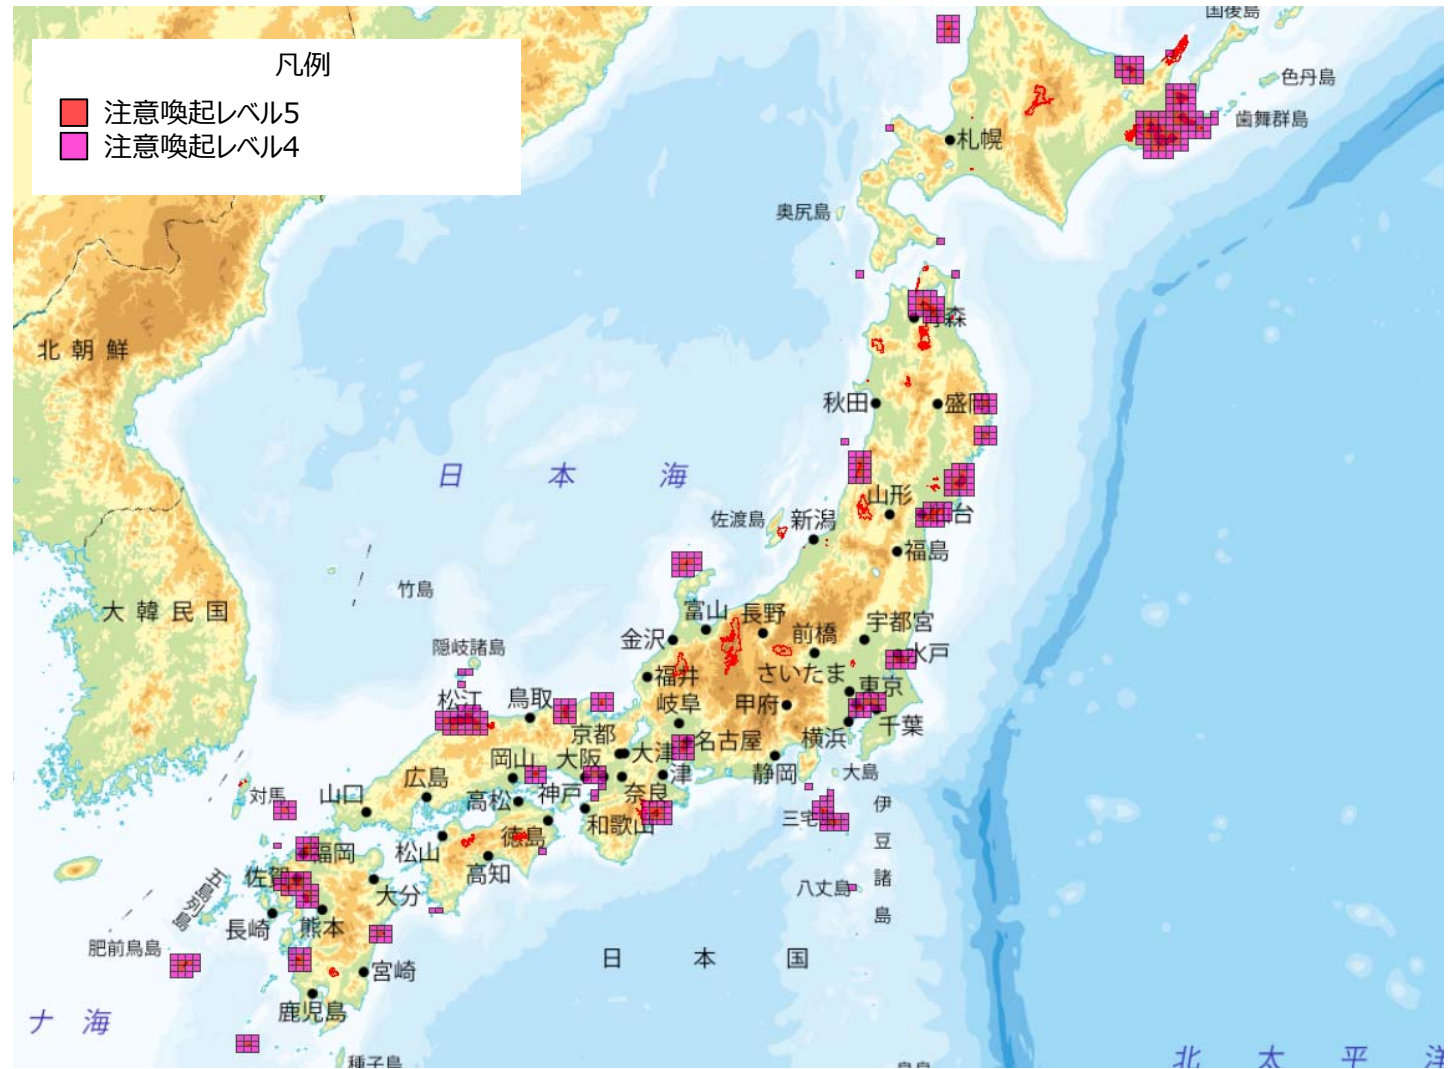 凡例
注意喚起レベル5
注意喚起レベル4
国後島
色丹島
歯舞群島
札幌
奥尻島
北朝鮮
秋田
日本海
山形
佐渡島
新潟
福島
竹島
大韓民国
富山
長野
宇都宮
前橋
金沢
水戸
隠岐諸島
さいたま
福井
東京
松江
鳥取
岐阜
甲府
千葉
京都
横浜
名古屋
大津
岡山
大阪
津
静岡
大島
広島
対馬
山口
高松
神戸
奈良
伊豆諸島
三宅
和歌山
徳島
福岡
松山
高知
佐賀
大分
八丈島
五島列島
長崎
熊本
肥前鳥島
日本国
宮崎
鹿児島
ナ海
種子島
北太平洋